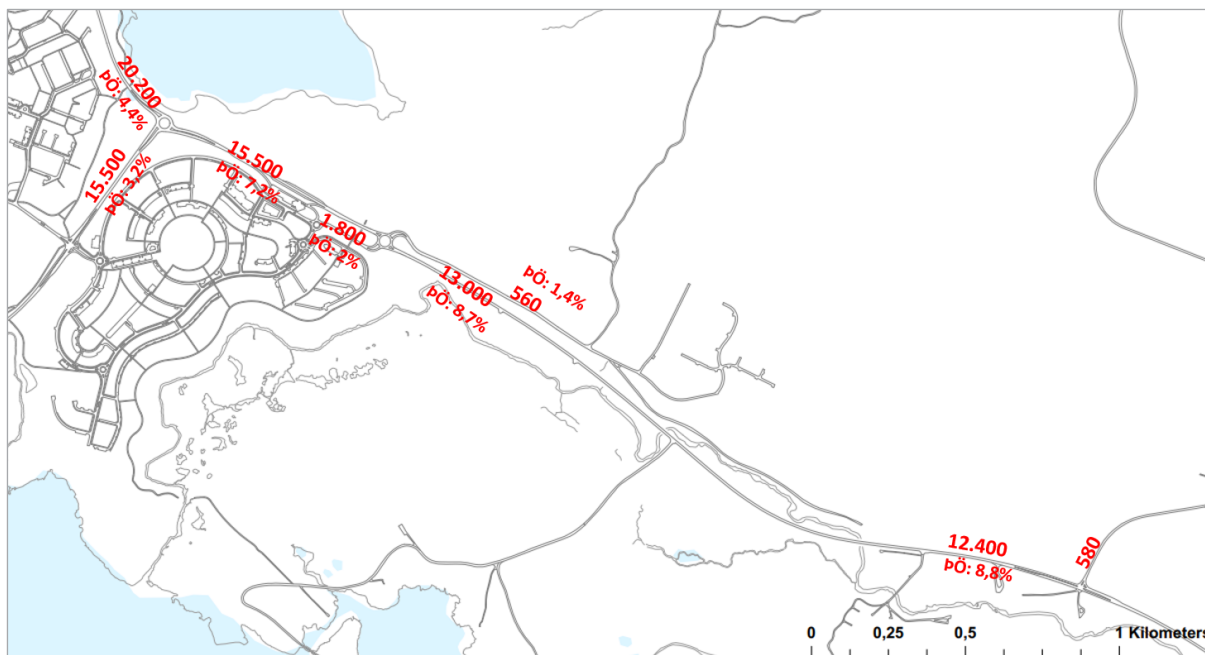 20.200
ÞÖ: 4,4%
15.500
ÞÖ: 3,2%
15.500
ÞÖ: 7,2%
1.800
ÞÖ: 2%
13.000
ÞÖ: 8,7%
ÞÖ: 1,4%
560
12.400
ÞÖ: 8,8%
580
0 0,25 0,5 1 Kilometers